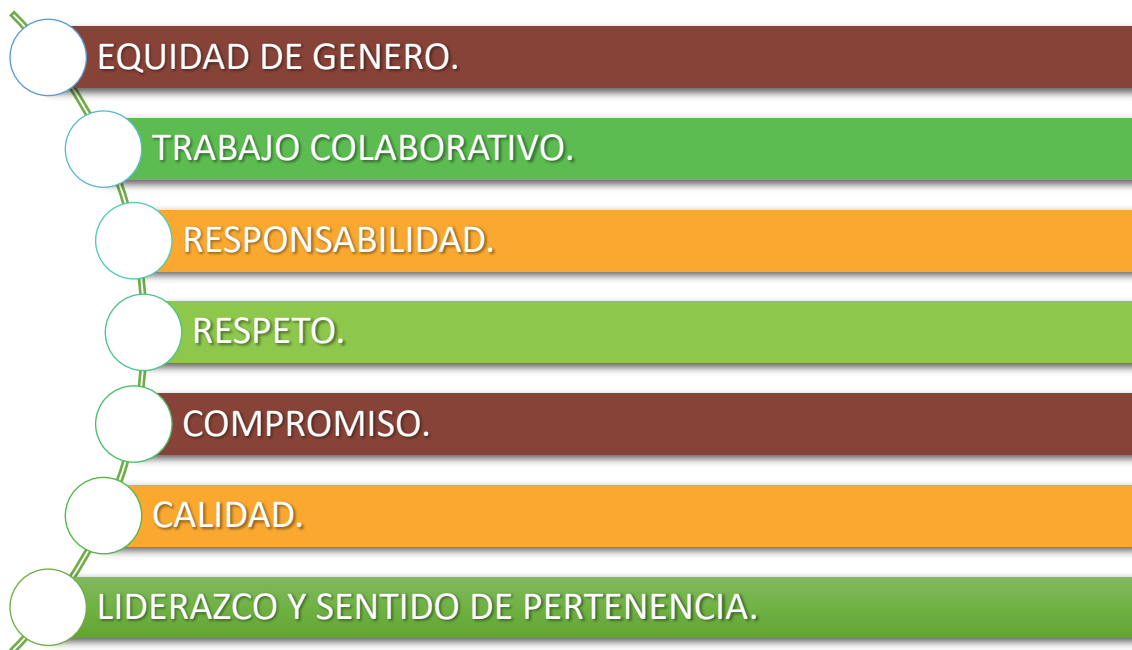 EQUIDAD DE GENERO.
TRABAJO COLABORATIVO.
RESPONSABILIDAD.
RESPETO.
COMPROMISO.
CALIDAD.
LIDERAZCO Y SENTIDO DE PERTENENCIA.